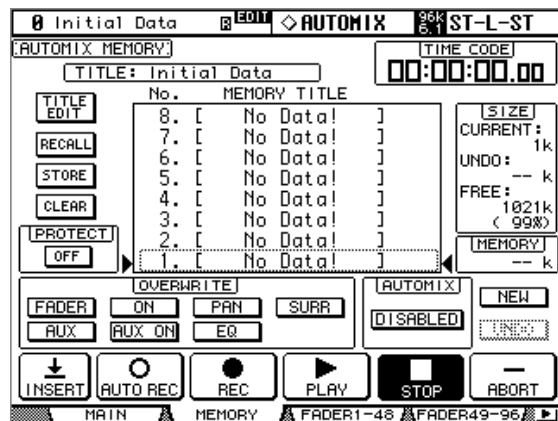 0 Initial Data B EDIT ◇AUTOMIX 96k 6.1 ST-L-ST
AUTOMIX MEMORY
TIME CODE
00:00:00.00
TITLE: Initial Data
No. MEMORY TITLE
TITLE EDIT
RECALL
STORE
CLEAR
PROTECT
OFF
8. [ No Data! ]
7. [ No Data! ]
6. [ No Data! ]
5. [ No Data! ]
4. [ No Data! ]
3. [ No Data! ]
2. [ No Data! ]
1. [ No Data! ]
SIZE
CURRENT:
1k
UNDO:
-- k
FREE:
1021k
( 99%)
MEMORY
-- k
OVERWRITE
FADER ON PAN SURR
AUX AUX ON EQ
AUTOMIX
DISABLED
NEW
UNDO
INSERT AUTO REC REC PLAY STOP ABORT
MAIN MEMORY FADER1-48 FADER49-96